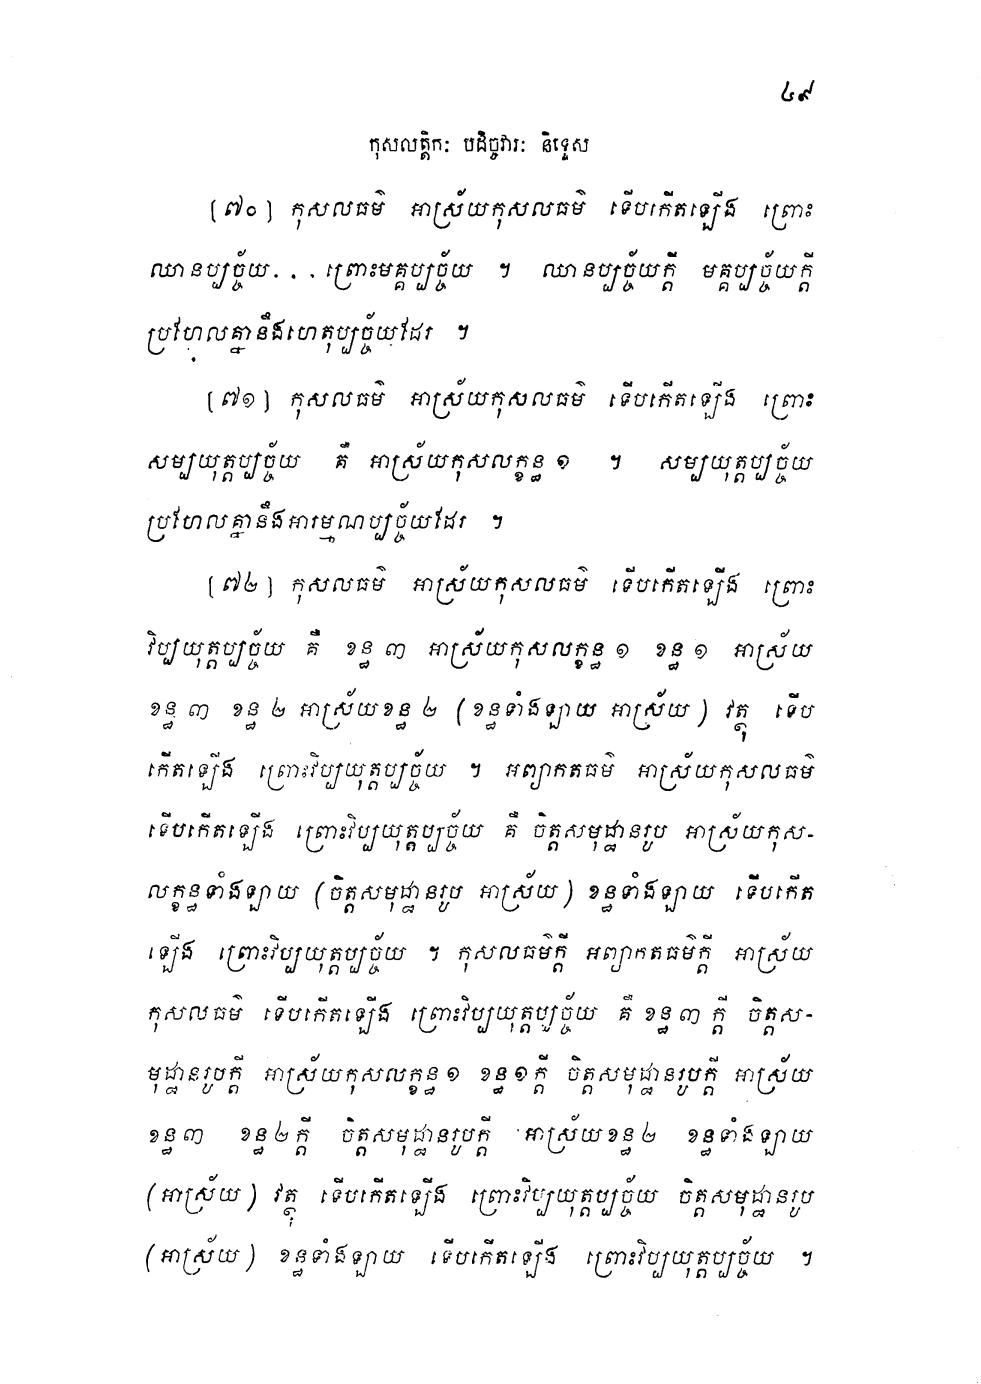 ៤៩
កុសលត្តិកៈ បដិច្ចវារៈ និទ្ទេស
(៧០) កុសលធម៌ អាស្រ័យកុសលធម៌ ទើបកើតឡើង ព្រោះ
ឈានប្បច្ច័យ...ព្រោះមគ្គប្បច្ច័យ ។ ឈានប្បច្ច័យក្តី មគ្គប្បច្ច័យក្តី
ប្រហែលគ្នានឹងហេតុប្បច្ច័យដែរ ។
(៧១) កុសលធម៌ អាស្រ័យកុសលធម៌ ទើបកើតឡើង ព្រោះ
សម្បយុត្តប្បច្ច័យ គឺ អាស្រ័យកុសលក្ខន្ធ ១ ។ សម្បយុត្តប្បច្ច័យ
ប្រហែលគ្នានឹងអារម្មណប្បច្ច័យដែរ ។
(៧២) កុសលធម៌ អាស្រ័យកុសលធម៌ ទើបកើតឡើង ព្រោះ
វិប្បយុត្តប្បច្ច័យ គឺ ខន្ធ ៣ អាស្រ័យកុសលក្ខន្ធ ១ ខន្ធ ១ អាស្រ័យ
ខន្ធ ៣ ខន្ធ ២ អាស្រ័យខន្ធ ២ (ខន្ធទាំងឡាយ អាស្រ័យ) វត្ថុ ទើប
កើតឡើង ព្រោះវិប្បយុត្តប្បច្ច័យ ។ អព្យាកតធម៌ អាស្រ័យកុសលធម៌
ទើបកើតឡើង ព្រោះវិប្បយុត្តប្បច្ច័យ គឺ ចិត្តសមុដ្ឋានរូប អាស្រ័យកុស-
លក្ខន្ធទាំងឡាយ (ចិត្តសមុដ្ឋានរូប អាស្រ័យ) ខន្ធទាំងឡាយ ទើបកើត
ឡើង ព្រោះវិប្បយុត្តប្បច្ច័យ ។ កុសលធម៌ក្តី អព្យាកតធម៌ក្តី អាស្រ័យ
កុសលធម៌ ទើបកើតឡើង ព្រោះវិប្បយុត្តប្បច្ច័យ គឺ ខន្ធ ៣ ក្តី ចិត្តស-
មុដ្ឋានរូបក្តី អាស្រ័យកុសលក្ខន្ធ ១ ខន្ធ ១ក្តី ចិត្តសមុដ្ឋានរូបក្តី អាស្រ័យ
ខន្ធ ៣ ខន្ធ ២ក្តី ចិត្តសមុដ្ឋានរូបក្តី អាស្រ័យខន្ធ ២ ខន្ធទាំងឡាយ
(អាស្រ័យ) វត្ថុ ទើបកើតឡើង ព្រោះវិប្បយុត្តប្បច្ច័យ ចិត្តសមុដ្ឋានរូប
(អាស្រ័យ) ខន្ធទាំងឡាយ ទើបកើតឡើង ព្រោះវិប្បយុត្តប្បច្ច័យ ។